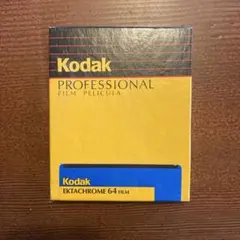 Kodak
PROFESSIONAL
FILM PELÍCULA
Kodak
EKTACHROME 64 FILM